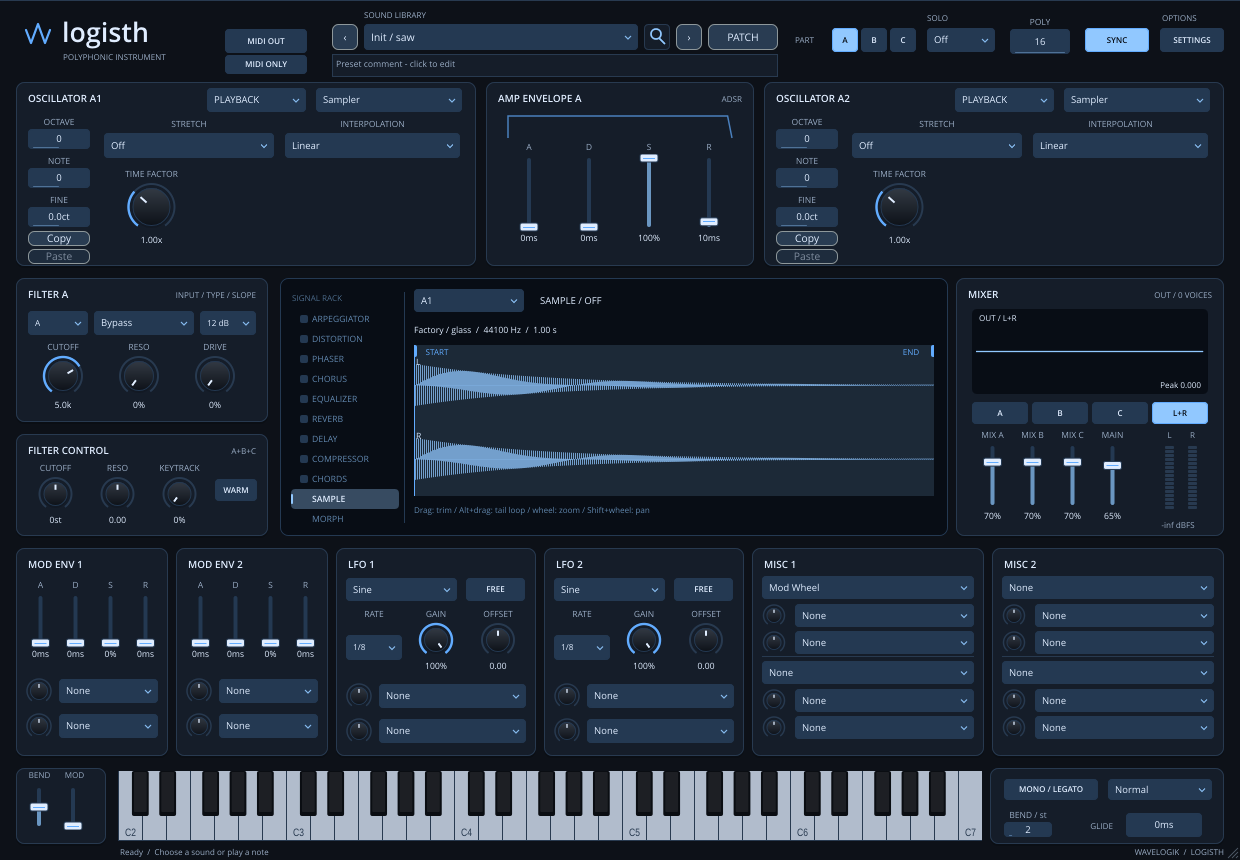 logisth
POLYPHONIC INSTRUMENT
MIDI OUT
MIDI ONLY
SOUND LIBRARY
‹
Init / saw
›
PATCH
Preset comment - click to edit
PART
A
B
C
SOLO
Off
POLY
16
SYNC
OPTIONS
SETTINGS
OSCILLATOR A1
PLAYBACK
Sampler
OCTAVE
0
STRETCH
Off
INTERPOLATION
Linear
NOTE
0
TIME FACTOR
1.00x
FINE
0.0ct
Copy
Paste
AMP ENVELOPE A
ADSR
A D S R
0ms 0ms 100% 10ms
OSCILLATOR A2
PLAYBACK
Sampler
OCTAVE
0
STRETCH
Off
INTERPOLATION
Linear
NOTE
0
TIME FACTOR
1.00x
FINE
0.0ct
Copy
Paste
FILTER A
INPUT / TYPE / SLOPE
A
Bypass
12 dB
CUTOFF RESO DRIVE
5.0k 0% 0%
FILTER CONTROL
A+B+C
CUTOFF RESO KEYTRACK
WARM
0st 0.00 0%
SIGNAL RACK
ARPEGGIATOR
DISTORTION
PHASER
CHORUS
EQUALIZER
REVERB
DELAY
COMPRESSOR
CHORDS
SAMPLE
MORPH
A1
SAMPLE / OFF
Factory / glass / 44100 Hz / 1.00 s
START
END
L
R
Drag: trim / Alt+drag: tail loop / wheel: zoom / Shift+wheel: pan
MIXER
OUT / 0 VOICES
OUT / L+R
Peak 0.000
A B C L+R
MIX A MIX B MIX C MAIN L R
70% 70% 70% 65%
-inf dBFS
MOD ENV 1
A D S R
0ms 0ms 0% 0ms
None
None
MOD ENV 2
A D S R
0ms 0ms 0% 0ms
None
None
LFO 1
Sine
FREE
RATE GAIN OFFSET
1/8
100% 0.00
None
None
LFO 2
Sine
FREE
RATE GAIN OFFSET
1/8
100% 0.00
None
None
MISC 1
Mod Wheel
None
None
None
None
None
MISC 2
None
None
None
None
None
None
BEND MOD
C2 C3 C4 C5 C6 C7
MONO / LEGATO
Normal
BEND / st
2
GLIDE
0ms
Ready / Choose a sound or play a note
WAVELOGIK / LOGISTH